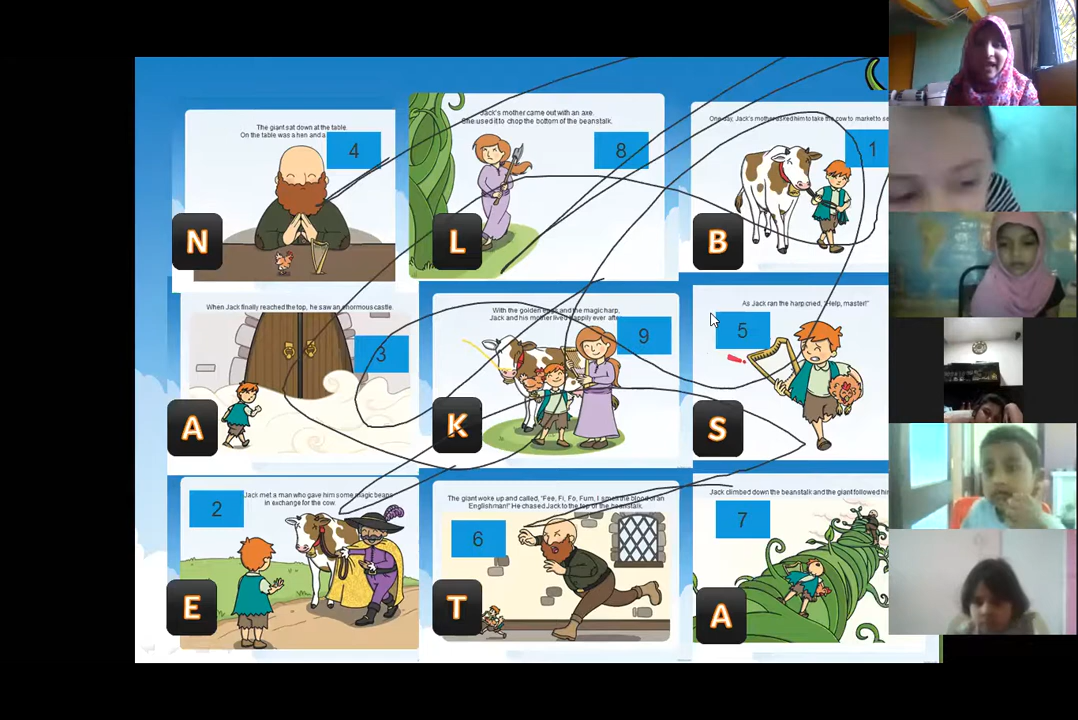 The giant sat down at the table.
On the table was a hen and a
4
N
Jack's mother came out with an axe.
She used it to chop the bottom of the beanstalk.
8
L
One day, Jack's mother asked him to take the cow to market to
1
B
When Jack finally reached the top, he saw an enormous castle.
3
A
With the golden eggs and the magic harp,
Jack and his mother lived happily ever after.
9
K
As Jack ran the harp cried, "Help, master!"
5
S
Jack met a man who gave him some magic beans
in exchange for the cow.
2
E
The giant woke up and called, "Fee, Fi, Fo, Fum, I smell the blood of an
Englishman!" He chased Jack to the top of the beanstalk.
6
T
Jack climbed down the beanstalk and the giant followed
7
A